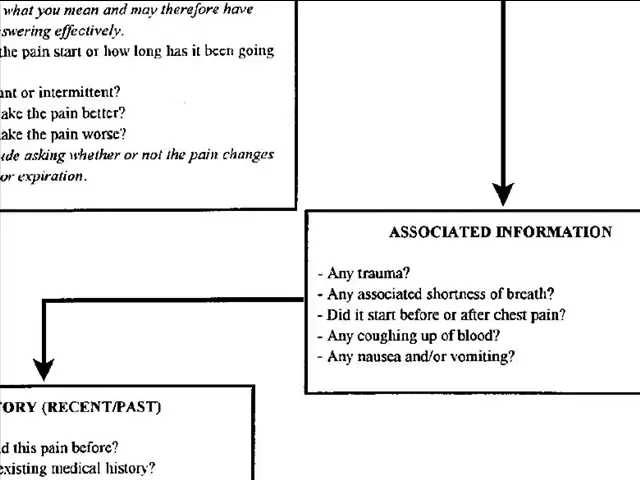 what you mean and may therefore have
swering effectively.
the pain start or how long has it been going
nt or intermittent?
ake the pain better?
ake the pain worse?
de asking whether or not the pain changes
or expiration.
ASSOCIATED INFORMATION
- Any trauma?
- Any associated shortness of breath?
- Did it start before or after chest pain?
- Any coughing up of blood?
- Any nausea and/or vomiting?
TORY (RECENT/PAST)
d this pain before?
existing medical history?